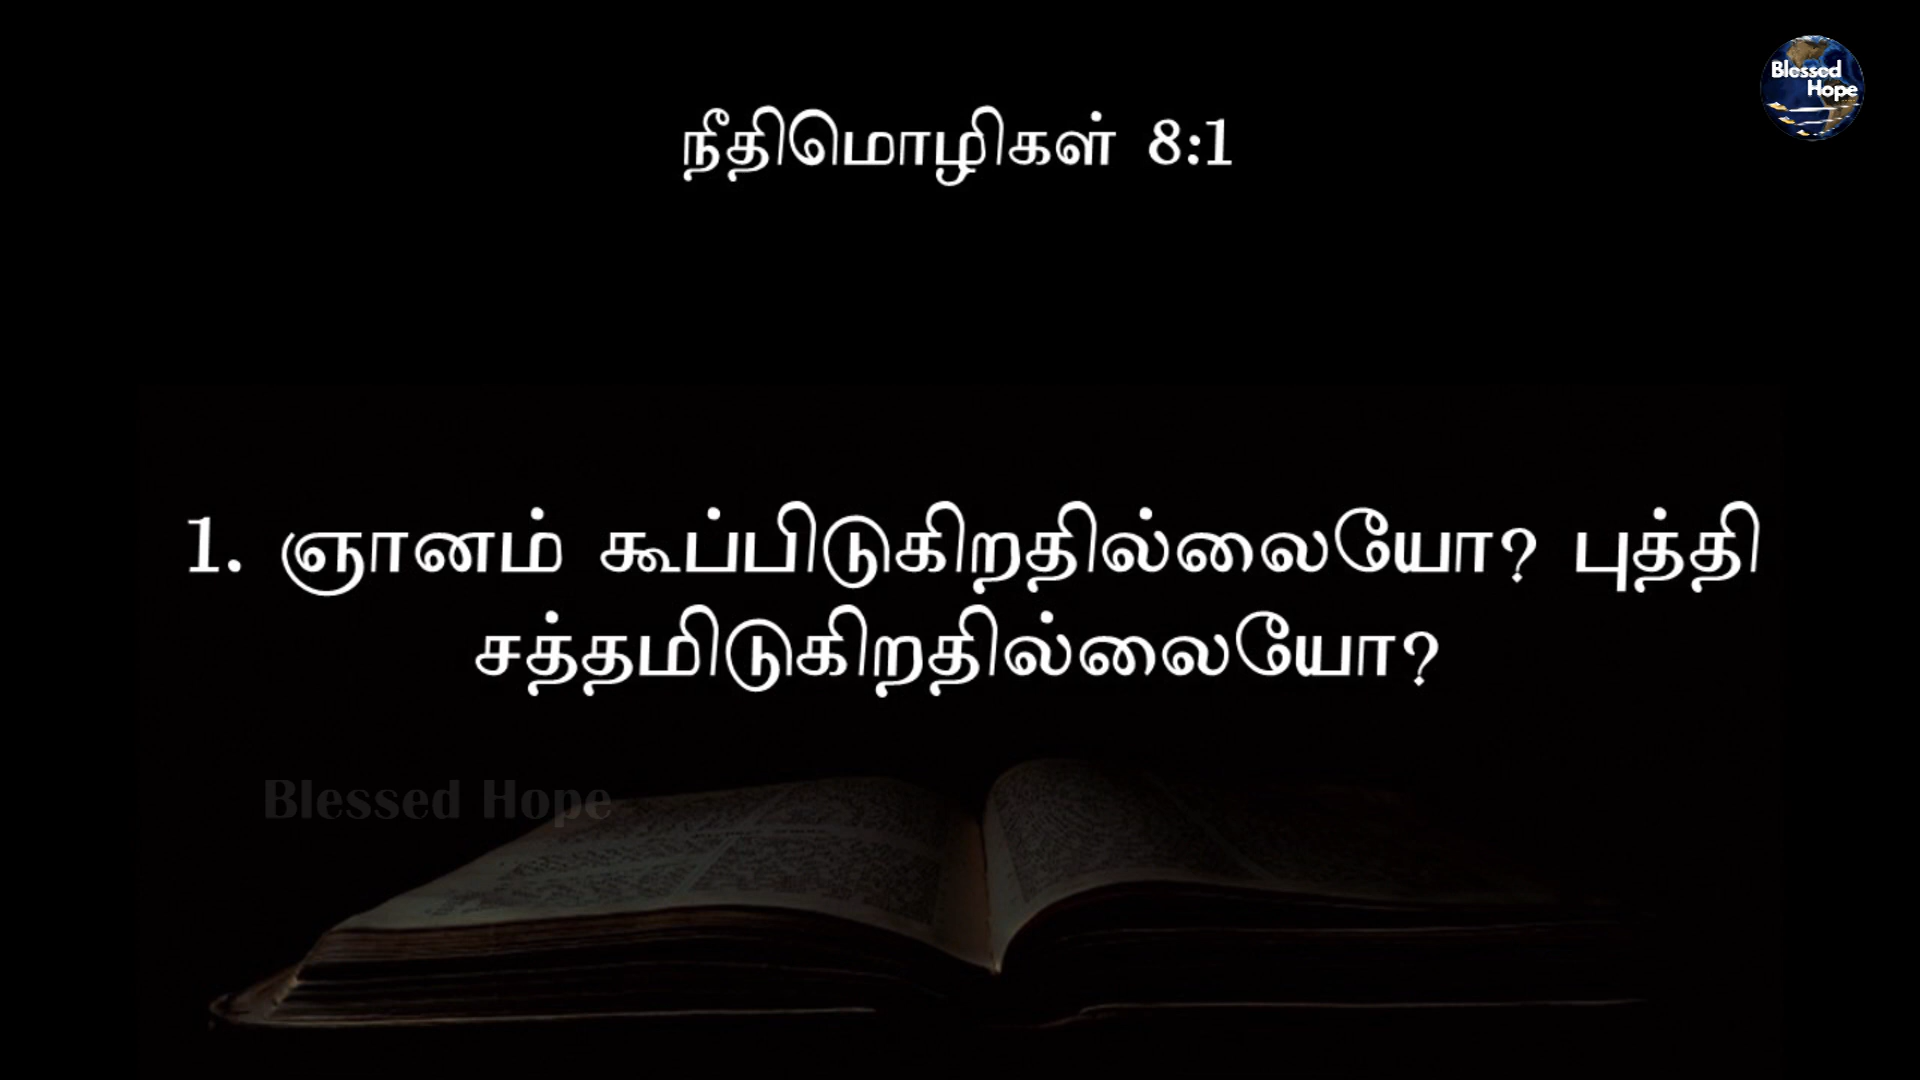 Blessed
Hope
நீதிமொழிகள் 8:1
1. ஞானம் கூப்பிடுகிறதில்லையோ? புத்தி
சத்தமிடுகிறதில்லையோ?
Blessed Hope